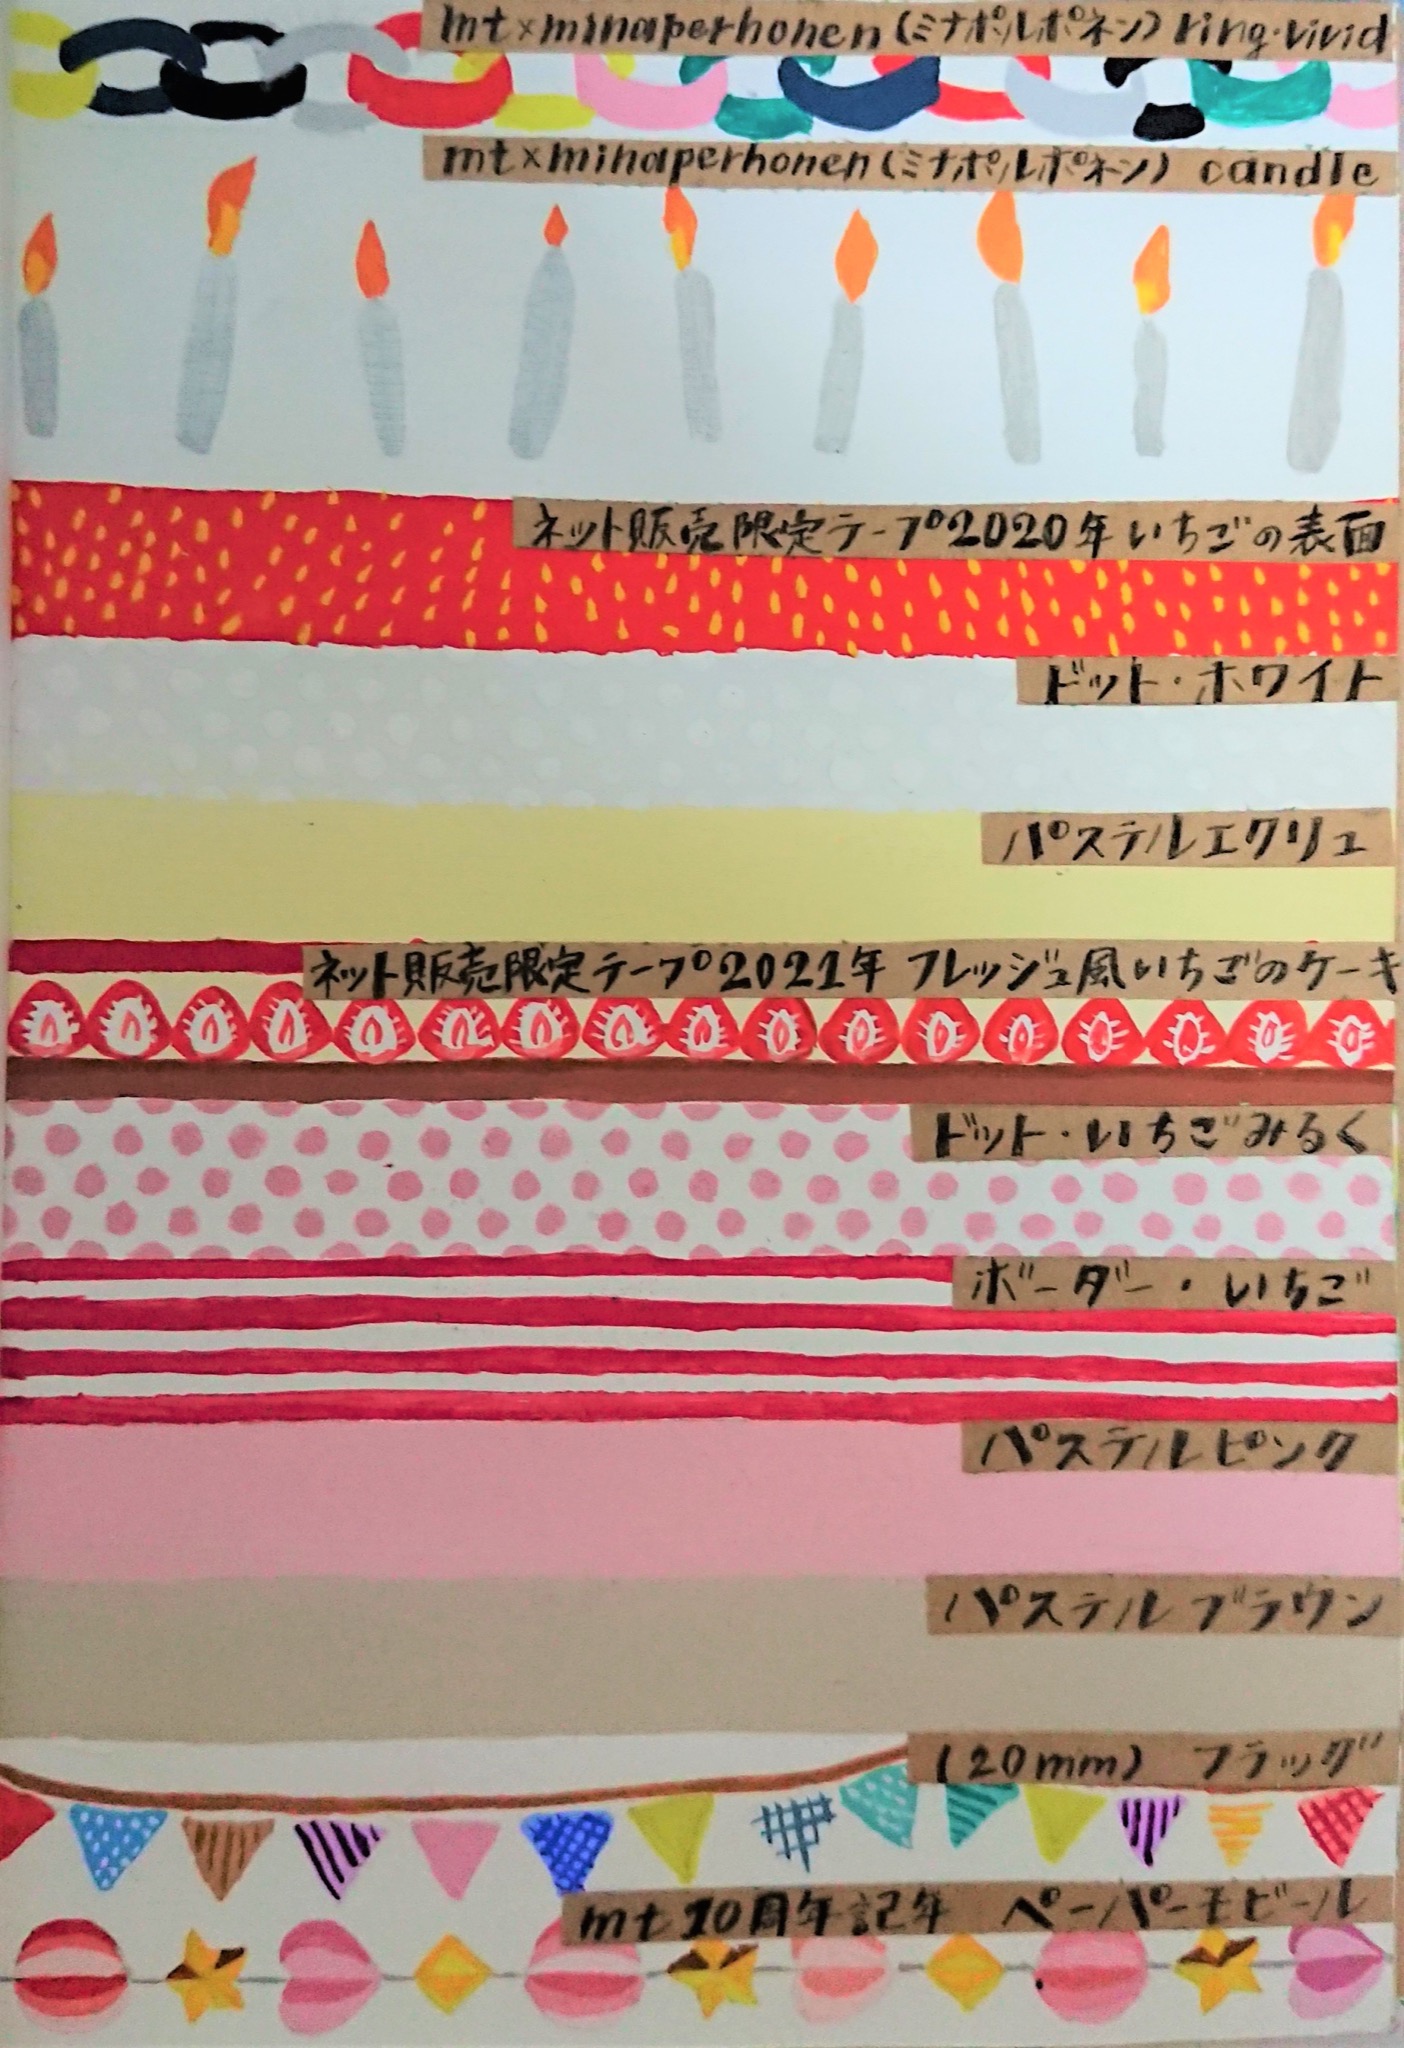 mt×minaperhonen(ミナペルホネン) ring・vivid
mt×minaperhonen(ミナペルホネン) candle
ネット販売限定テープ2020年いちごの表面
ドット・ホワイト
パステルエクリュ
ネット販売限定テープ2021年 フレッジュ風いちごのケーキ
ドット・いちごみるく
ボーダー・いちご
パステルピンク
パステルブラウン
(20mm) フラッグ
mt10周年記年 ペーパーモビール